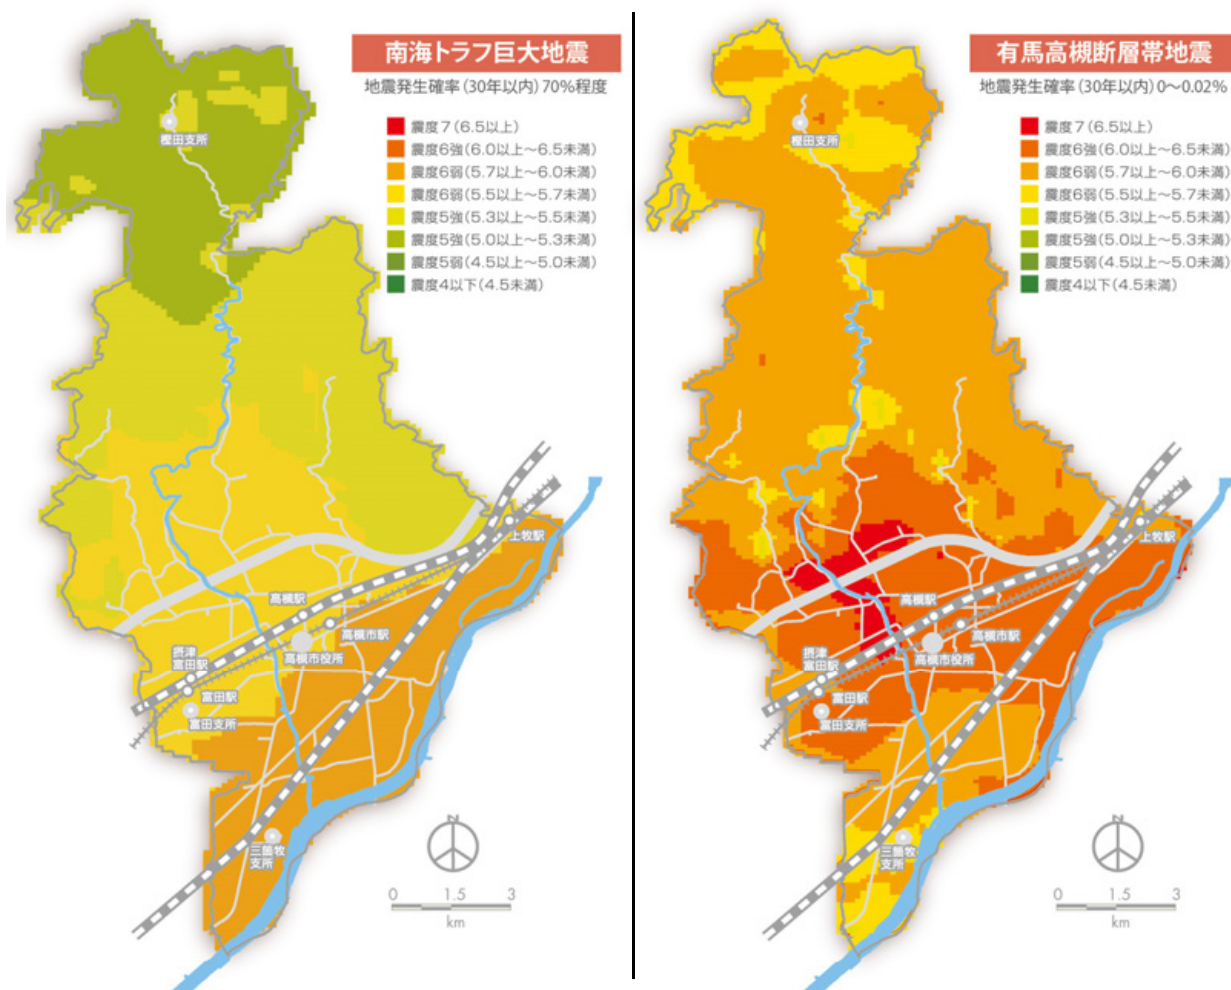 南海トラフ巨大地震
地震発生確率(30年以内)70%程度
震度7(6.5以上)
震度6強(6.0以上～6.5未満)
震度6弱(5.7以上～6.0未満)
震度6弱(5.5以上～5.7未満)
震度5強(5.3以上～5.5未満)
震度5強(5.0以上～5.3未満)
震度5弱(4.5以上～5.0未満)
震度4以下(4.5未満)
樫田支所
上牧駅
高槻駅
高槻市駅
高槻市役所
摂津
富田駅
富田駅
富田支所
三箇牧
支所
N
0 1.5 3
km
有馬高槻断層帯地震
地震発生確率(30年以内)0～0.02%
震度7(6.5以上)
震度6強(6.0以上～6.5未満)
震度6弱(5.7以上～6.0未満)
震度6弱(5.5以上～5.7未満)
震度5強(5.3以上～5.5未満)
震度5強(5.0以上～5.3未満)
震度5弱(4.5以上～5.0未満)
震度4以下(4.5未満)
樫田支所
上牧駅
高槻駅
高槻市駅
高槻市役所
摂津
富田駅
富田駅
富田支所
三箇牧
支所
N
0 1.5 3
km